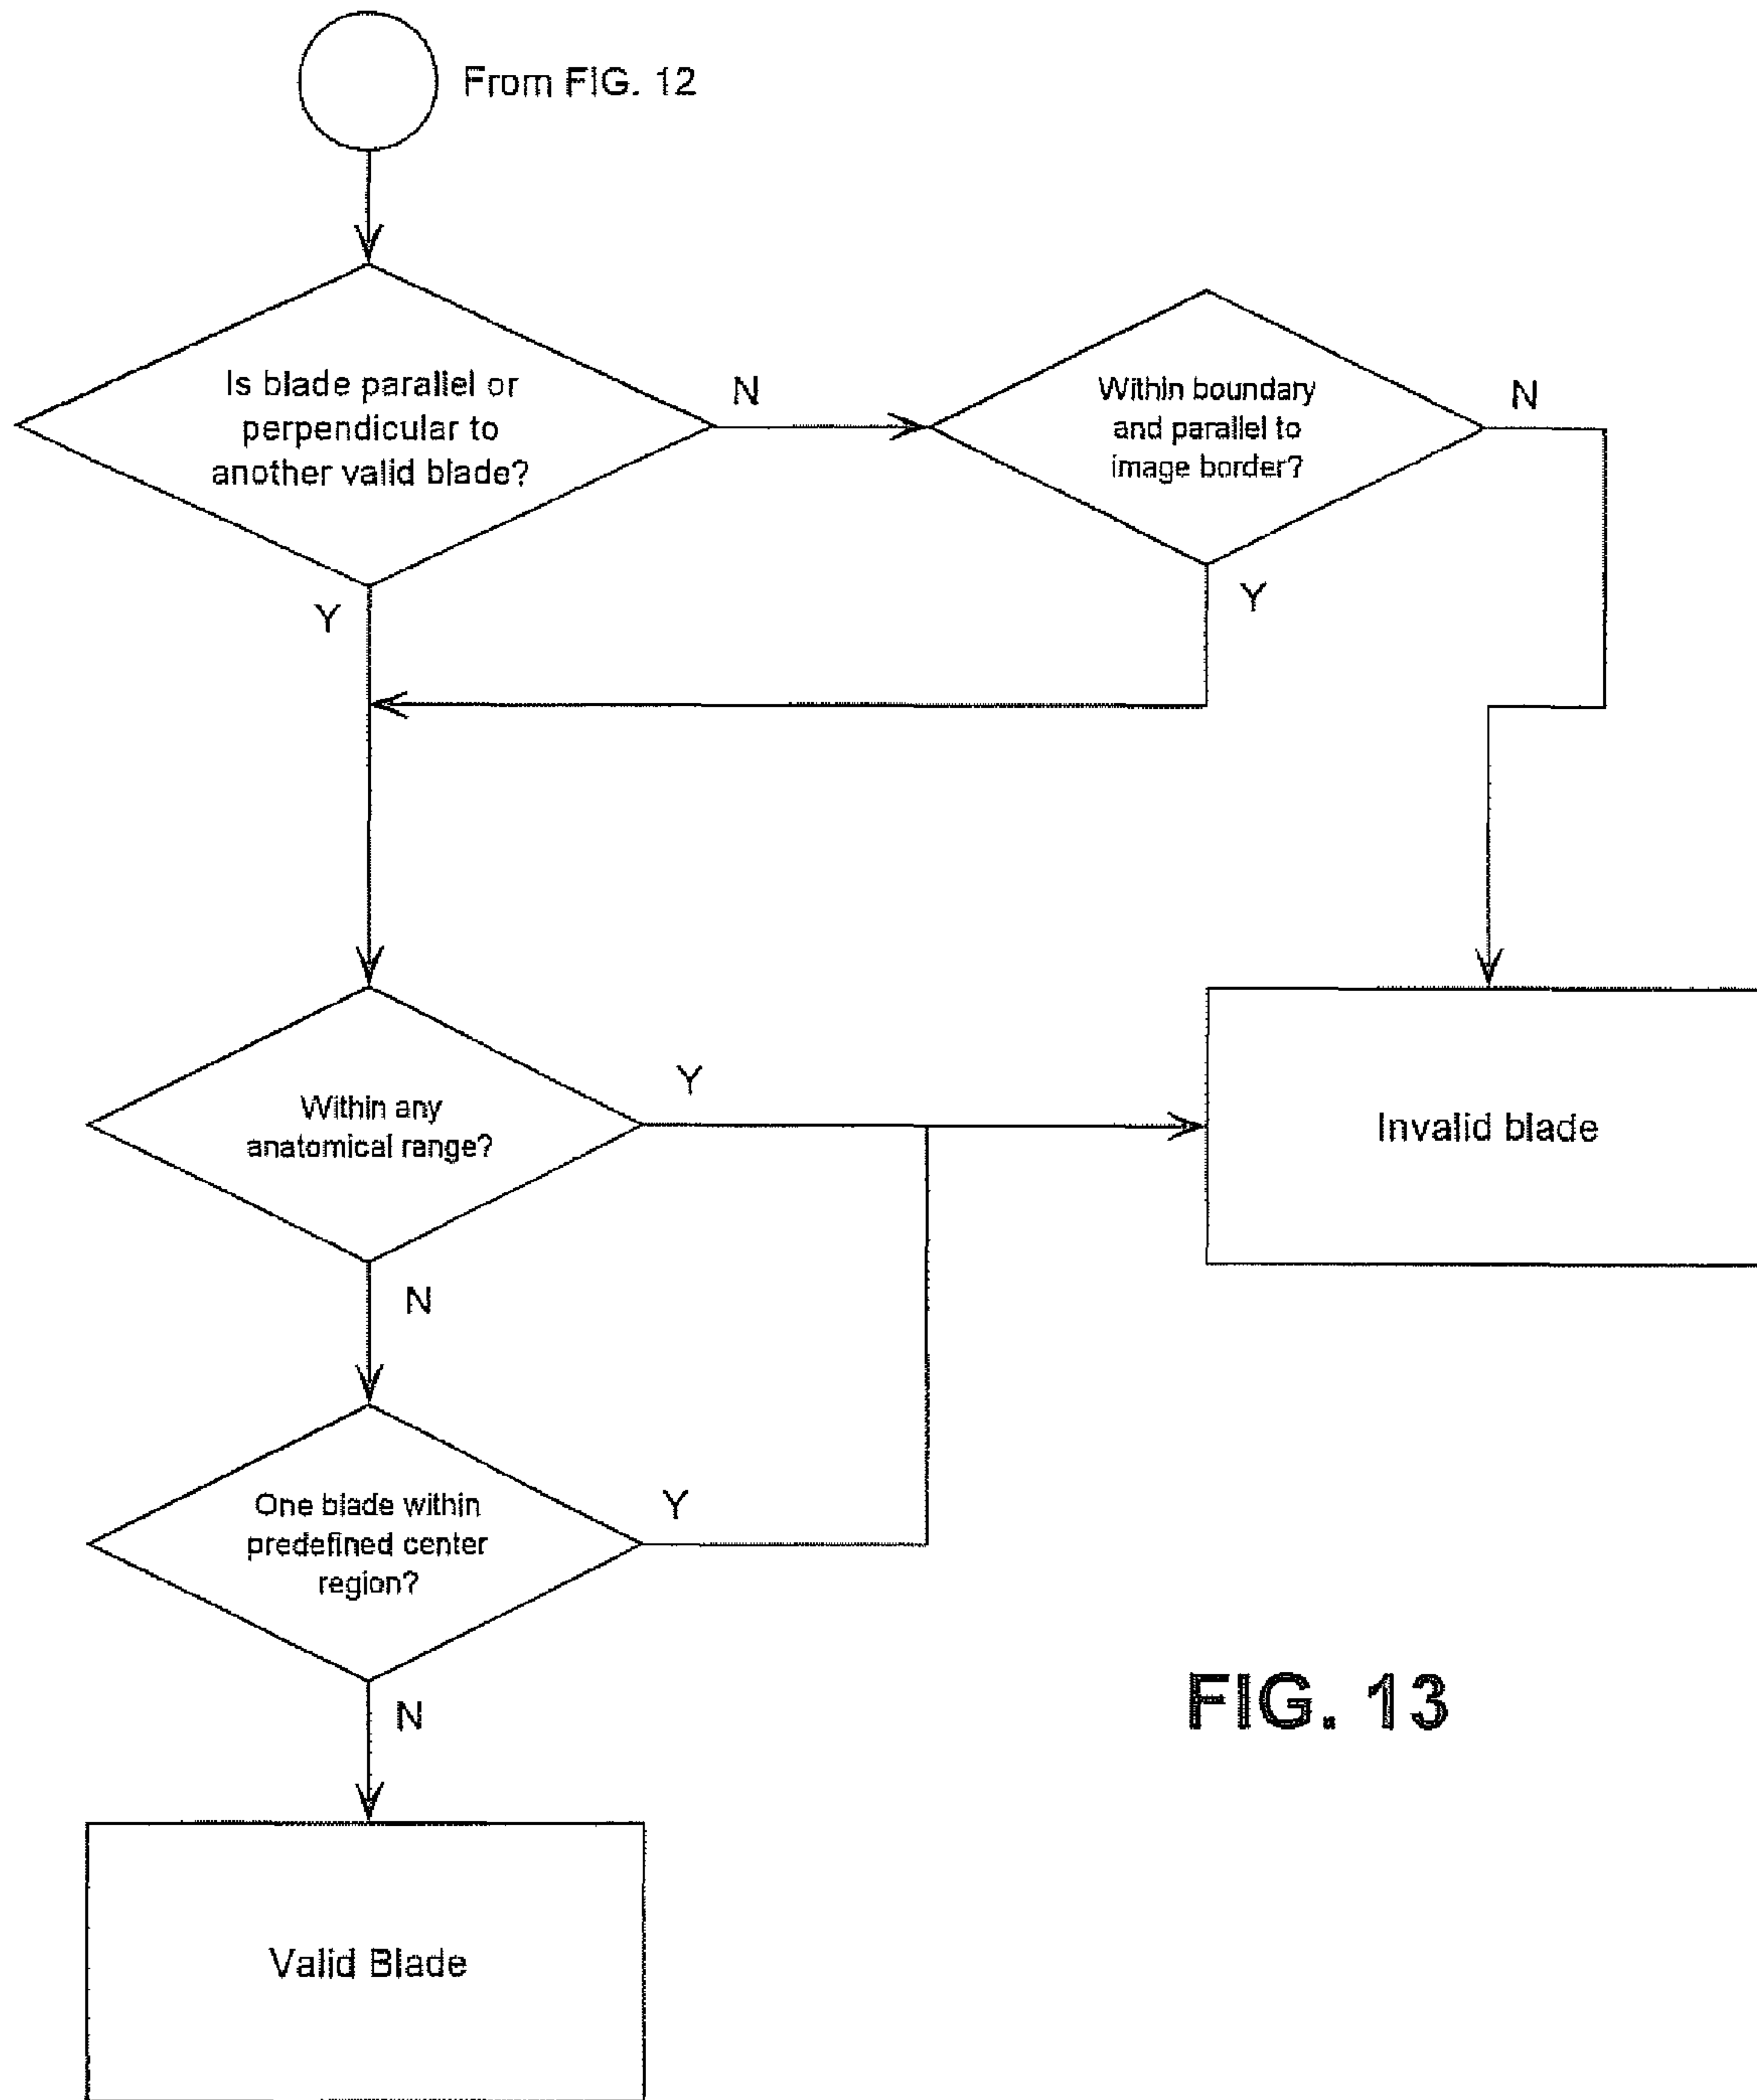 From FIG. 12
Is blade parallel or
perpendicular to
another valid blade?
N
Within boundary
and parallel to
image border?
N
Y
Y
Within any
anatomical range?
Y
Invalid blade
N
One blade within
predefined center
region?
Y
N
Valid Blade
FIG. 13